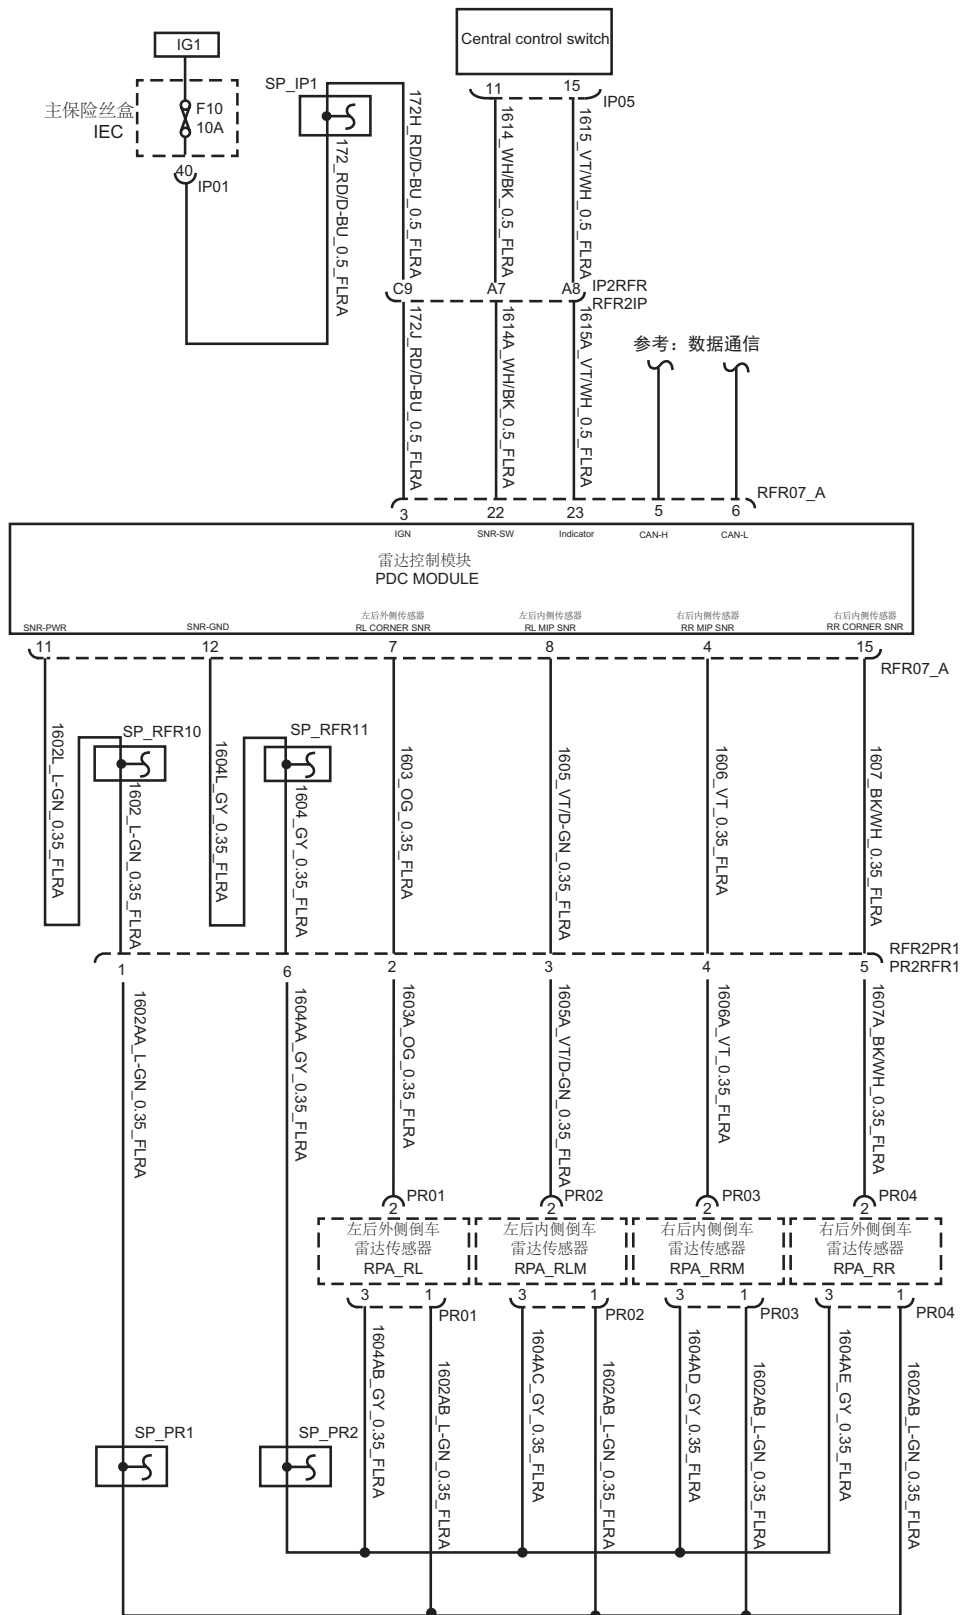 IG1
主保险丝盒
IEC
F10
10A
40
IP01
SP_IP1
172_RD/D-BU_0.5_FLRA
172H_RD/D-BU_0.5_FLRA
Central control switch
11
15
IP05
1614_WH/BK_0.5_FLRA
1615_VT/WH_0.5_FLRA
C9
A7
A8
IP2RFR
RFR2IP
172J_RD/D-BU_0.5_FLRA
1614A_WH/BK_0.5_FLRA
1615A_VT/WH_0.5_FLRA
参考：数据通信
RFR07_A
3
22
23
5
6
IGN
SNR-SW
Indicator
CAN-H
CAN-L
雷达控制模块
PDC MODULE
SNR-PWR
SNR-GND
左后外侧传感器
RL CORNER SNR
左后内侧传感器
RL MIP SNR
右后内侧传感器
RR MIP SNR
右后内侧传感器
RR CORNER SNR
11
12
7
8
4
15
RFR07_A
1602L_L-GN_0.35_FLRA
SP_RFR10
1602_L-GN_0.35_FLRA
1604L_GY_0.35_FLRA
SP_RFR11
1604_GY_0.35_FLRA
1603_OG_0.35_FLRA
1605_VT/D-GN_0.35_FLRA
1606_VT_0.35_FLRA
1607_BK/WH_0.35_FLRA
RFR2PR1
PR2RFR1
1
6
2
3
4
5
1602AA_L-GN_0.35_FLRA
1604AA_GY_0.35_FLRA
1603A_OG_0.35_FLRA
1605A_VT/D-GN_0.35_FLRA
1606A_VT_0.35_FLRA
1607A_BK/WH_0.35_FLRA
2
PR01
2
PR02
2
PR03
2
PR04
左后外侧倒车
雷达传感器
RPA_RL
左后内侧倒车
雷达传感器
RPA_RLM
右后内侧倒车
雷达传感器
RPA_RRM
右后外侧倒车
雷达传感器
RPA_RR
3
1
PR01
3
1
PR02
3
1
PR03
3
1
PR04
1604AB_GY_0.35_FLRA
1602AB_L-GN_0.35_FLRA
1604AC_GY_0.35_FLRA
1602AB_L-GN_0.35_FLRA
1604AD_GY_0.35_FLRA
1602AB_L-GN_0.35_FLRA
1604AE_GY_0.35_FLRA
1602AB_L-GN_0.35_FLRA
SP_PR1
SP_PR2